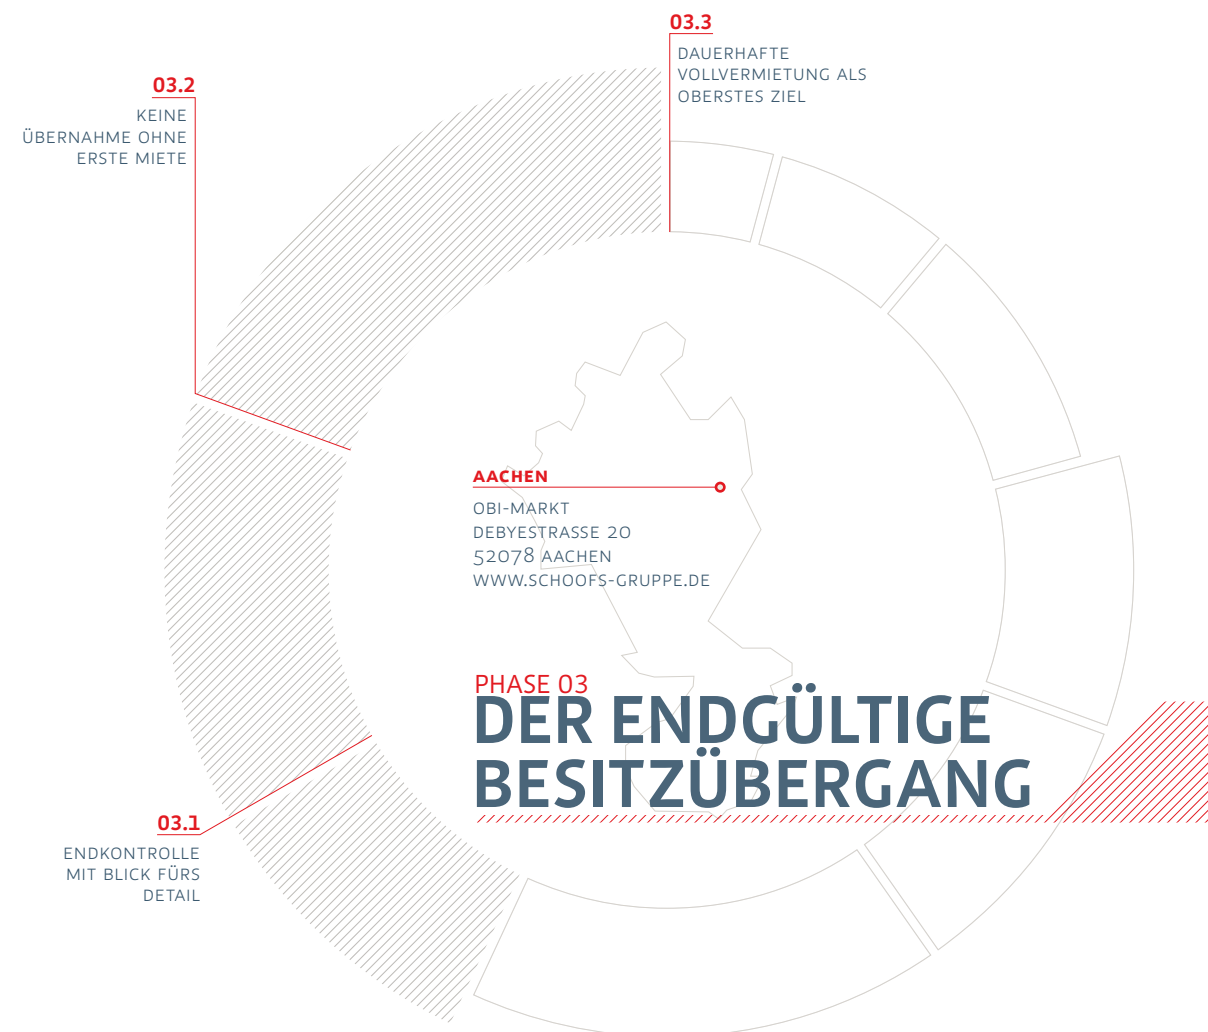 03.3
DAUERHAFTE
VOLLVERMIETUNG ALS
OBERSTES ZIEL
03.2
KEINE
ÜBERNAHME OHNE
ERSTE MIETE
AACHEN
OBI-MARKT
DEBYESTRASSE 20
52078 AACHEN
WWW.SCHOOFS-GRUPPE.DE
PHASE 03
DER ENDGÜLTIGE
BESITZÜBERGANG
03.1
ENDKONTROLLE
MIT BLICK FÜRS
DETAIL